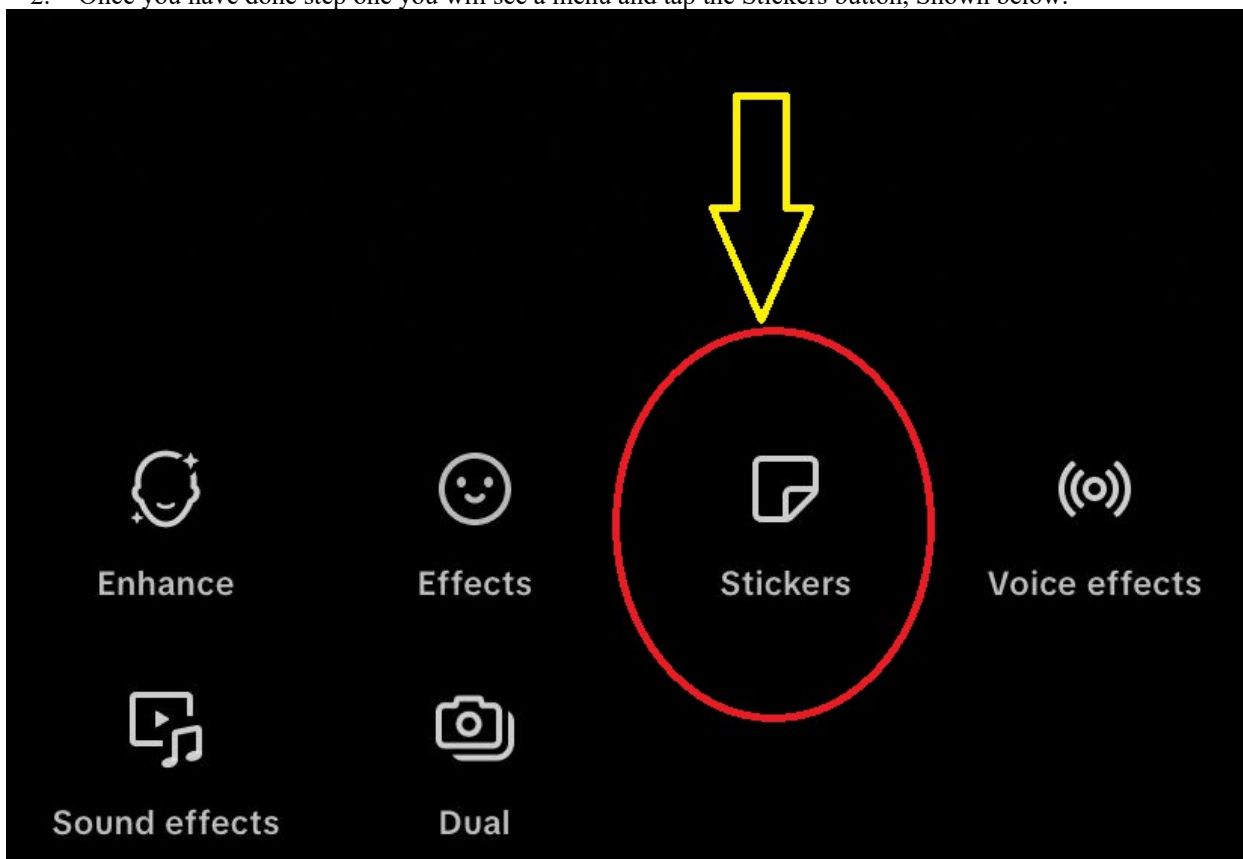 2. Once you have done step one you will see a menu and tap the Stickers button, Shown below.
Enhance
Effects
Stickers
Voice effects
Sound effects
Dual